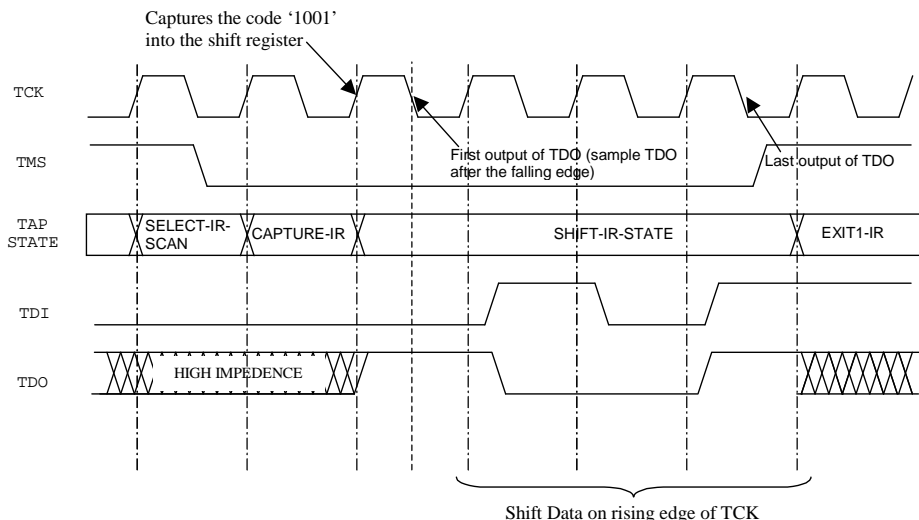 Captures the code ‘1001’
into the shift register
TCK
First output of TDO (sample TDO
after the falling edge)
Last output of TDO
TMS
TAP
STATE
SELECT-IR-
SCAN
CAPTURE-IR
SHIFT-IR-STATE
EXIT1-IR
TDI
TDO
HIGH IMPEDENCE
Shift Data on rising edge of TCK